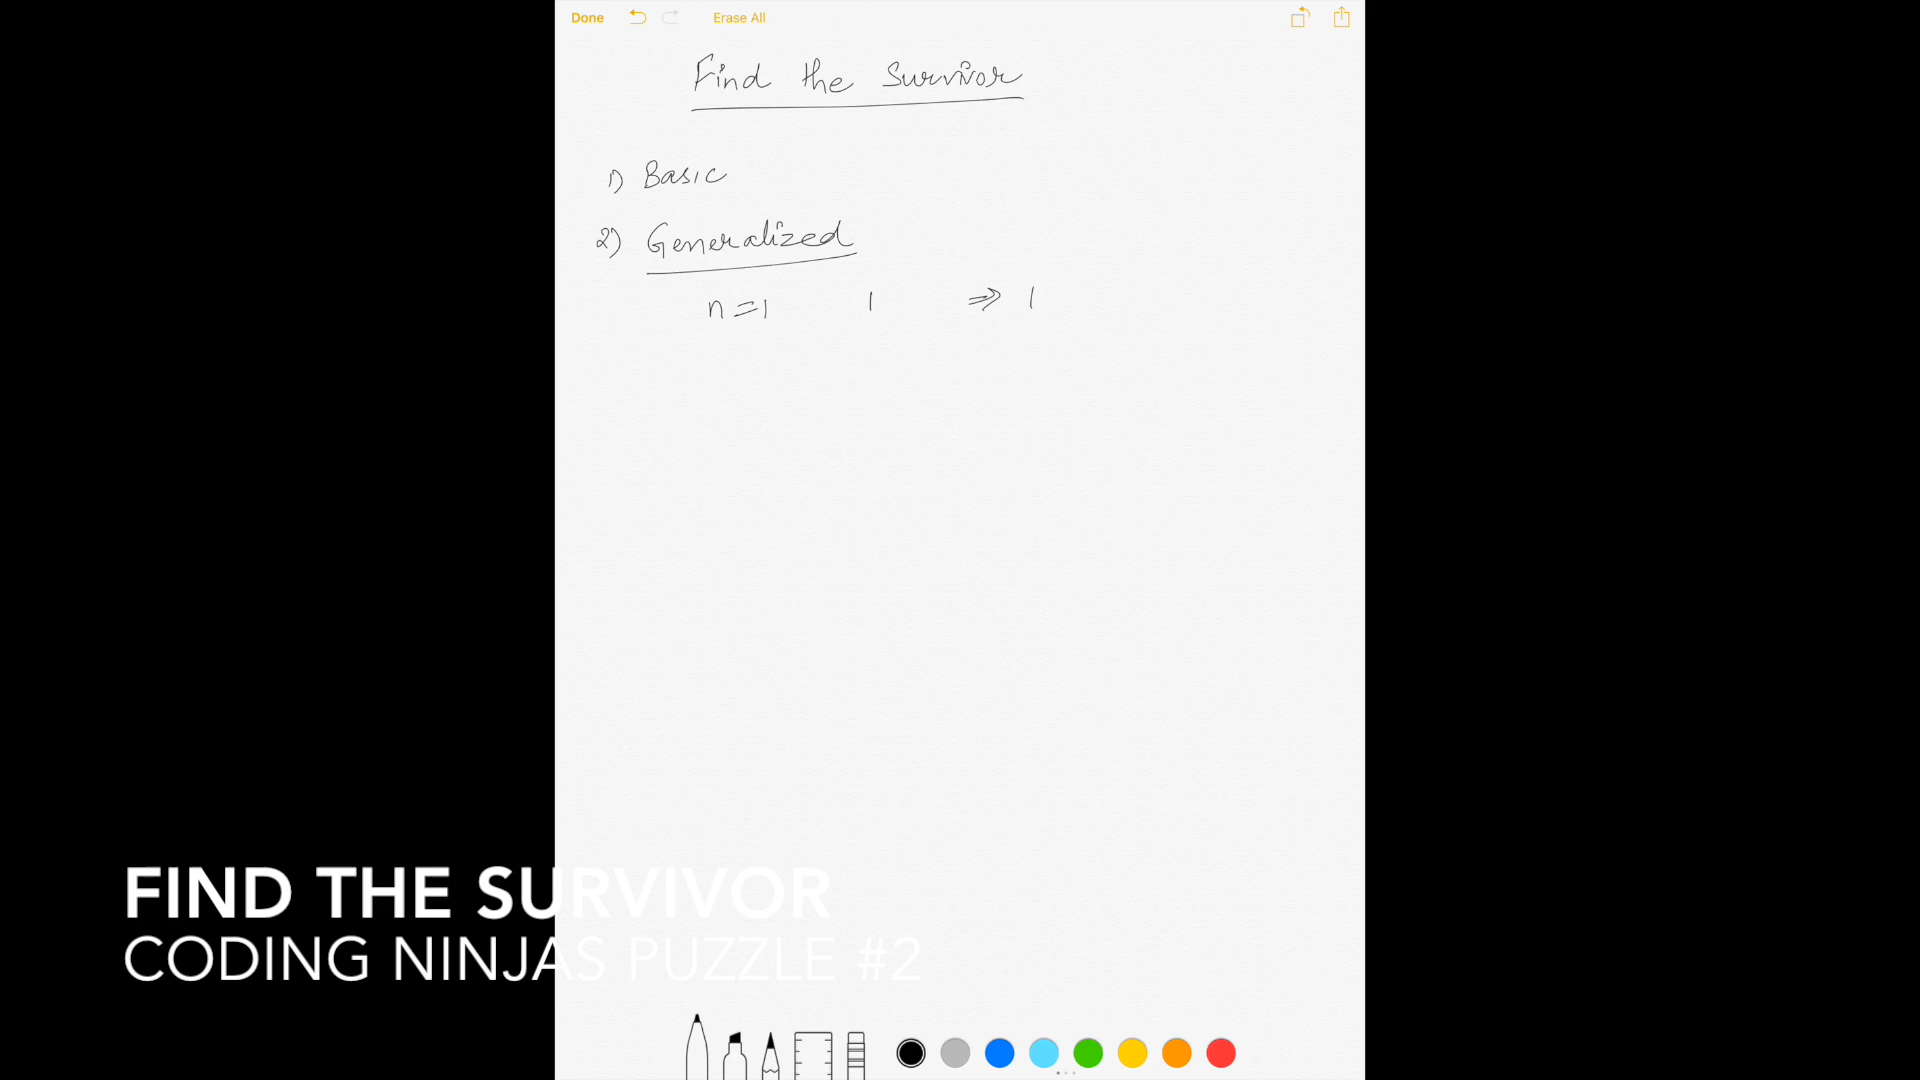 Done Erase All
Find the Survivor
1) Basic
2) Generalized
n=1 1 ⇒ 1
FIND THE SURVIVOR
CODING NINJAS PUZZLE #2